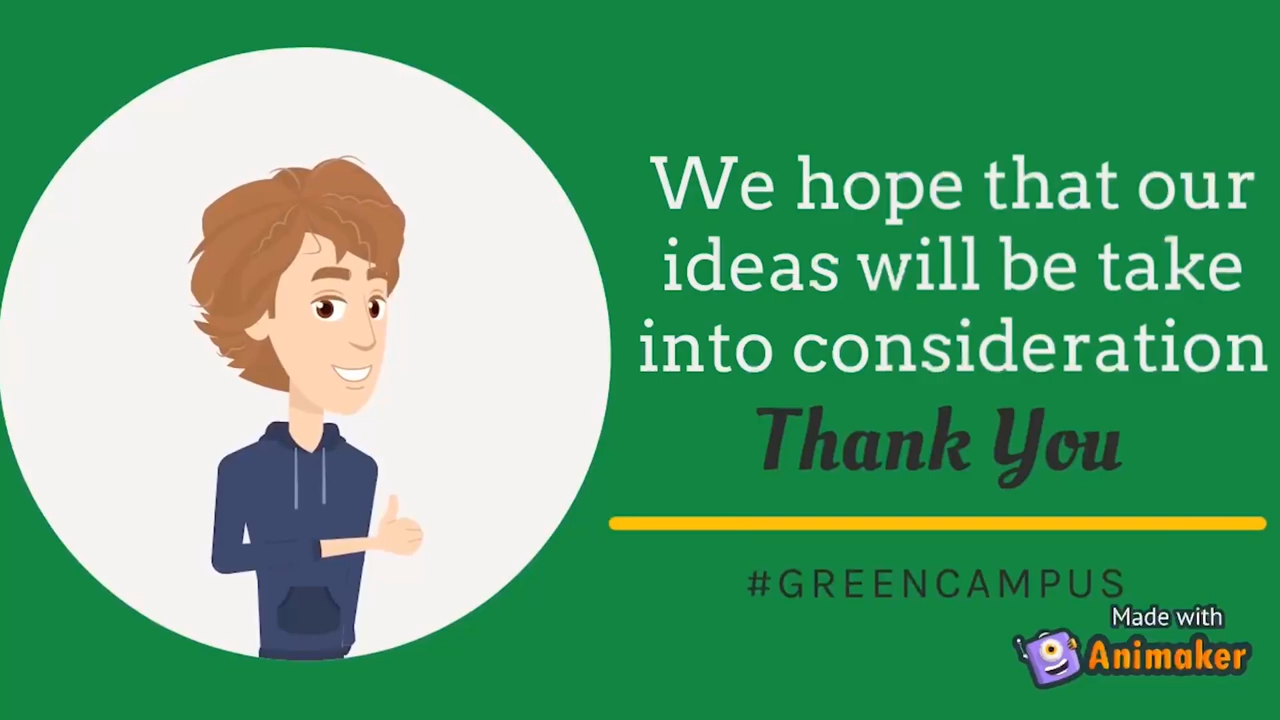 We hope that our
ideas will be take
into consideration
Thank You
#GREENCAMPUS
Made with
Animaker